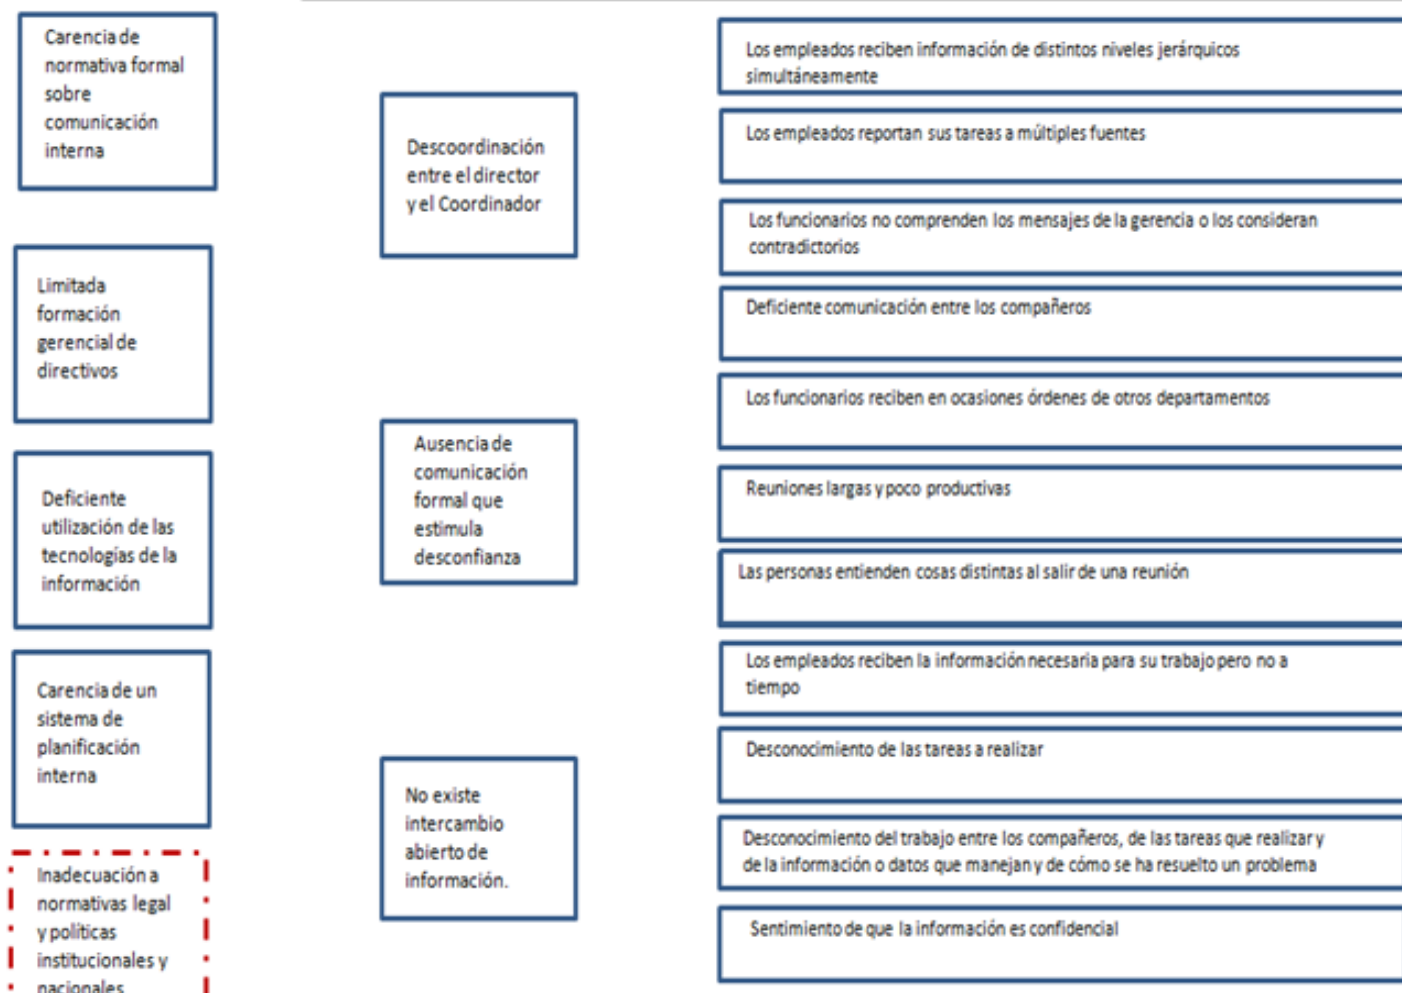 Carencia de
normativa formal
sobre
comunicación
interna
Limitada
formación
gerencial de
directivos
Deficiente
utilización de las
tecnologías de la
información
Carencia de un
sistema de
planificación
interna
Inadecuación a
normativas legal
y políticas
institucionales y
nacionales
Descoordinación
entre el director
y el Coordinador
Ausencia de
comunicación
formal que
estimula
desconfianza
No existe
intercambio
abierto de
información.
Los empleados reciben información de distintos niveles jerárquicos
simultáneamente
Los empleados reportan sus tareas a múltiples fuentes
Los funcionarios no comprenden los mensajes de la gerencia o los consideran
contradictorios
Deficiente comunicación entre los compañeros
Los funcionarios reciben en ocasiones órdenes de otros departamentos
Reuniones largas y poco productivas
Las personas entienden cosas distintas al salir de una reunión
Los empleados reciben la información necesaria para su trabajo pero no a
tiempo
Desconocimiento de las tareas a realizar
Desconocimiento del trabajo entre los compañeros, de las tareas que realizar y
de la información o datos que manejan y de cómo se ha resuelto un problema
Sentimiento de que la información es confidencial